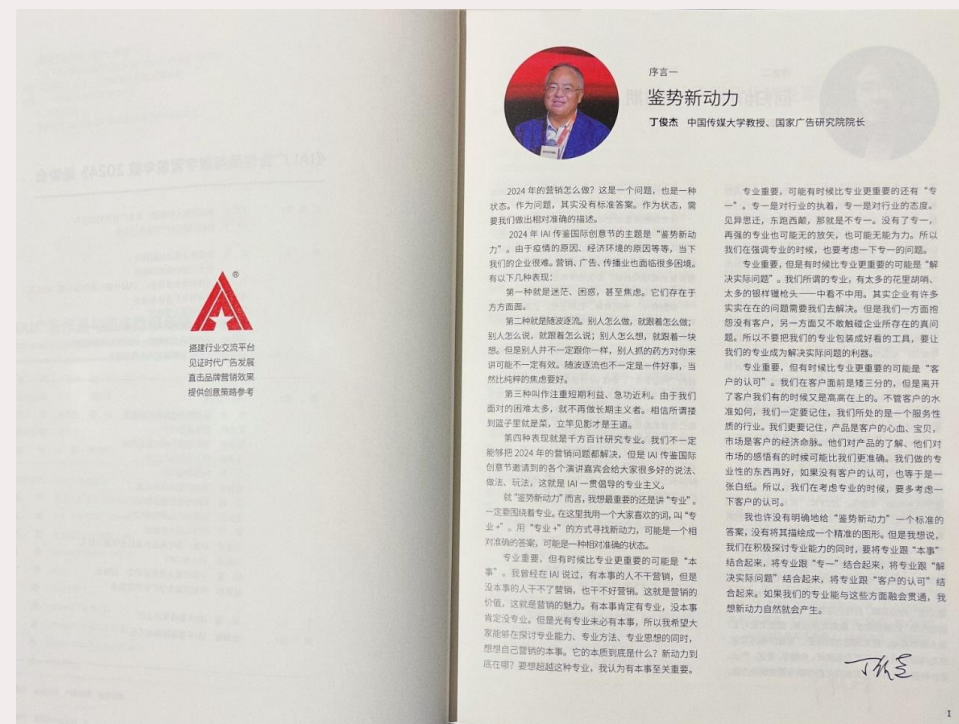 ®
搭建行业交流平台
见证时代广告发展
直击品牌营销效果
提供创意策略参考
序言一
鉴势新动力
丁俊杰 中国传媒大学教授、国家广告研究院院长
2024 年的营销怎么做？这是一个问题，也是一种
状态。作为问题，其实没有标准答案。作为状态，需
要我们做出相对准确的描述。
2024 年 IAI 传鉴国际创意节的主题是“鉴势新动
力”。由于疫情的原因、经济环境的原因等等，当下
我们的企业很难。营销、广告、传播业也面临很多困境。
有以下几种表现：
第一种就是迷茫、困惑，甚至焦虑。它们存在于
方方面面。
第二种就是随波逐流。别人怎么做，就跟着怎么做；
别人怎么说，就跟着怎么说；别人怎么想，就跟着一块
想。但是别人并不一定跟你一样，别人抓的药方对你来
讲可能不一定有效。随波逐流也不一定是一件好事，当
然比纯粹的焦虑要好。
第三种叫作注重短期利益、急功近利。由于我们
面对的困难太多，就不再做长期主义者。相信所谓搂
到篮子里就是菜，立竿见影才是王道。
第四种表现就是千方百计研究专业。我们不一定
能够把 2024 年的营销问题都解决，但是 IAI 传鉴国际
创意节邀请到的各个演讲嘉宾会给大家很多好的说法、
做法、玩法，这就是 IAI 一贯倡导的专业主义。
就“鉴势新动力”而言，我想最重要的还是讲“专业”。
一定要围绕着专业。在这里我用一个大家喜欢的词，叫“专
业 +”。用“专业 +”的方式寻找新动力，可能是一个相
对准确的答案，可能是一种相对准确的状态。
专业重要，但有时候比专业更重要的可能是“本
事”。我曾经在 IAI 说过，有本事的人不干营销，但是
没本事的人干不了营销，也干不好营销。这就是营销的
价值，这就是营销的魅力。有本事肯定有专业，没本事
肯定没专业。但是光有专业未必有本事，所以我希望大
家能够在探讨专业能力、专业方法、专业思想的同时，
想想自己营销的本事。它的本质到底是什么？新动力到
底在哪？要想超越这种专业，我认为有本事至关重要。
专业重要，可能有时候比专业更重要的还有“专
一”。专一是对行业的执着，专一是对行业的态度。
见异思迁，东跑西颠，那就是不专一。没有了专一，
再强的专业也可能无的放矢，也可能无能为力。所以
我们在强调专业的时候，也要考虑一下专一的问题。
专业重要，但是有时候比专业更重要的可能是“解
决实际问题”。我们所谓的专业，有太多的花里胡哨、
太多的银样镴枪头——中看不中用。其实企业有许多
实实在在的问题需要我们去解决。但是我们一方面抱
怨没有客户，另一方面又不敢触碰企业所存在的真问
题。所以不要把我们的专业包装成好看的工具，要让
我们的专业成为解决实际问题的利器。
专业重要，但有时候比专业更重要的可能是“客
户的认可”。我们在客户面前是矮三分的，但是离开
了客户我们有的时候又是高高在上的。不管客户的水
准如何，我们一定要记住，我们所处的是一个服务性
质的行业。我们更要记住，产品是客户的心血、宝贝，
市场是客户的经济命脉。他们对产品的了解、他们对
市场的感悟有的时候可能比我们更准确。我们做的专
业性的东西再好，如果没有客户的认可，也等于是一
张白纸。所以，我们在考虑专业的时候，要多考虑一
下客户的认可。
我也许没有明确地给“鉴势新动力”一个标准的
答案，没有将其描绘成一个精准的图形。但是我想说，
我们在积极探讨专业能力的同时，要将专业跟“本事”
结合起来，将专业跟“专一”结合起来，将专业跟“解
决实际问题”结合起来，将专业跟“客户的认可”结
合起来。如果我们的专业能与这些方面融会贯通，我
想新动力自然就会产生。
丁俊杰
1